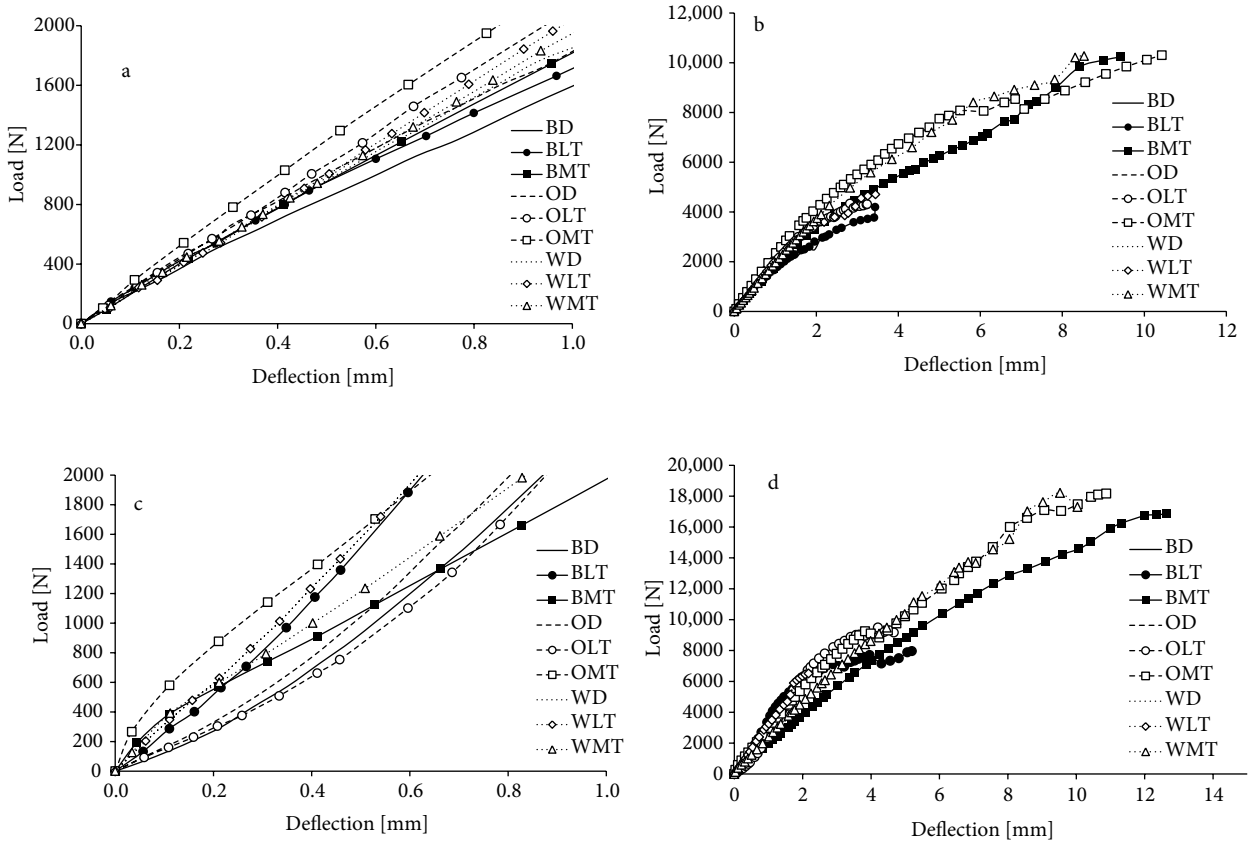 a
Load [N]
2000
1600
1200
800
400
0
0.0 0.2 0.4 0.6 0.8 1.0
Deflection [mm]
BD
BLT
BMT
OD
OLT
OMT
WD
WLT
WMT
b
Load [N]
12,000
10,000
8000
6000
4000
2000
0
0 2 4 6 8 10 12
Deflection [mm]
BD
BLT
BMT
OD
OLT
OMT
WD
WLT
WMT
c
Load [N]
2000
1800
1600
1400
1200
1000
800
600
400
200
0
0.0 0.2 0.4 0.6 0.8 1.0
Deflection [mm]
BD
BLT
BMT
OD
OLT
OMT
WD
WLT
WMT
d
Load [N]
20,000
18,000
16,000
14,000
12,000
10,000
8000
6000
4000
2000
0
0 2 4 6 8 10 12 14
Deflection [mm]
BD
BLT
BMT
OD
OLT
OMT
WD
WLT
WMT